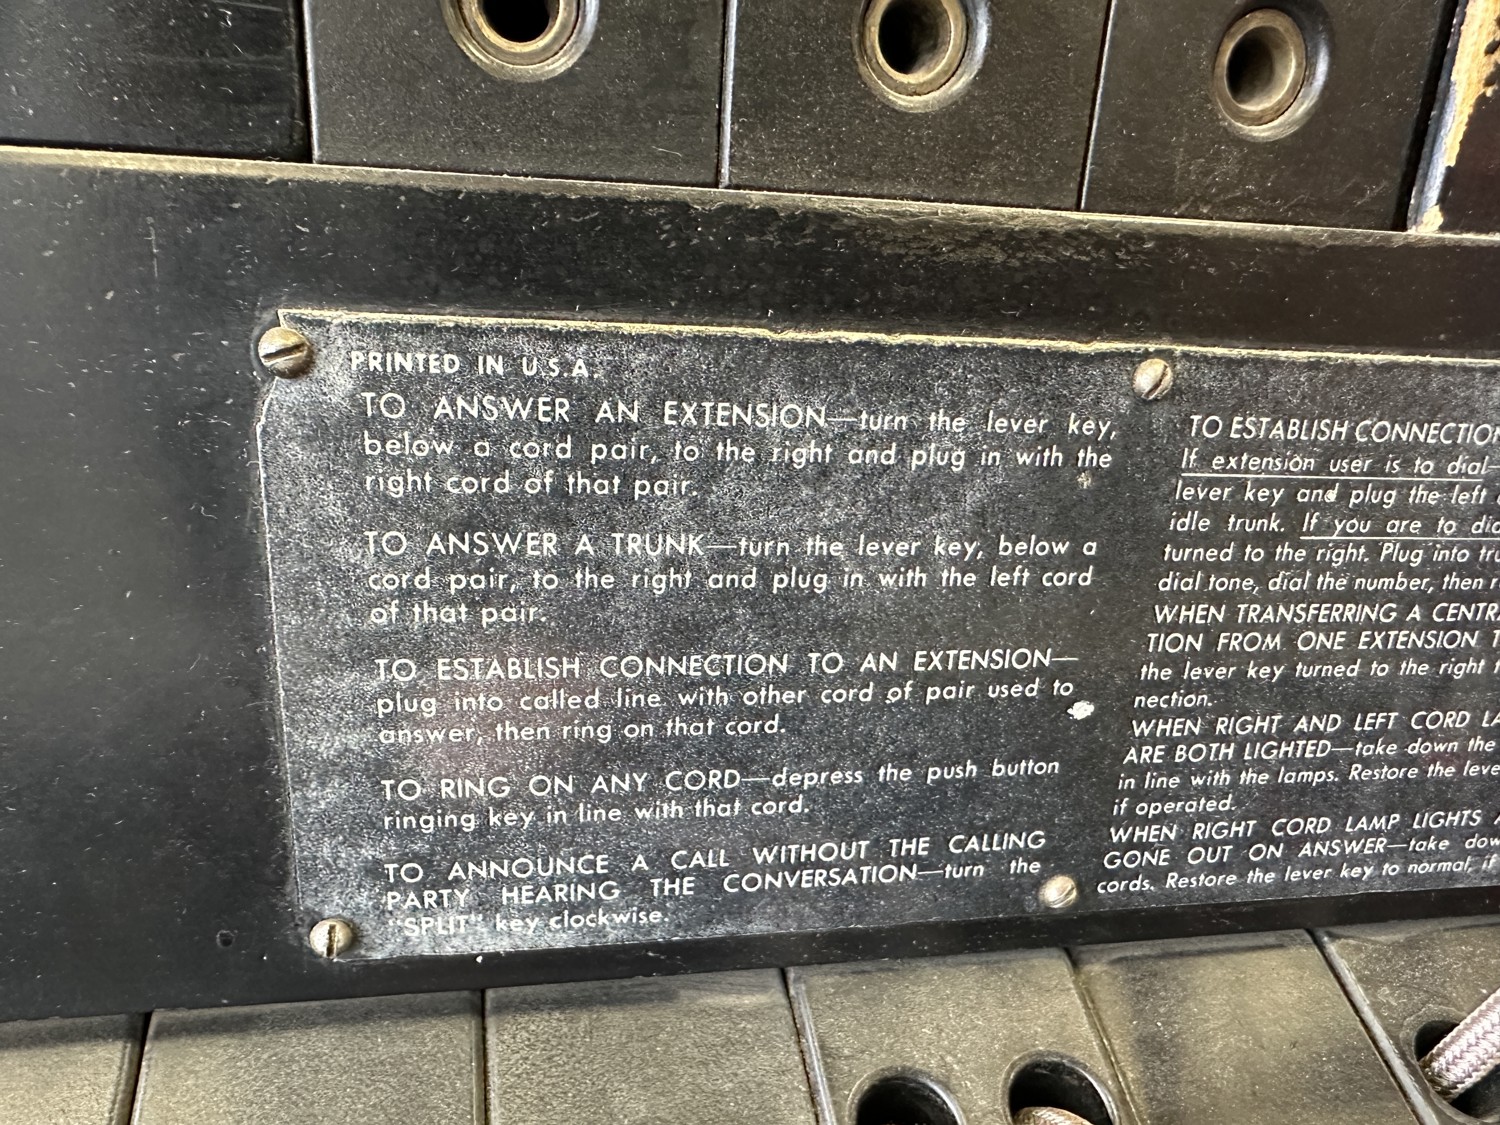 PRINTED IN U.S.A.
TO ANSWER AN EXTENSION—turn the lever key,
below a cord pair, to the right and plug in with the
right cord of that pair.
TO ANSWER A TRUNK—turn the lever key, below a
cord pair, to the right and plug in with the left cord
of that pair.
TO ESTABLISH CONNECTION TO AN EXTENSION—
plug into called line with other cord of pair used to
answer, then ring on that cord.
TO RING ON ANY CORD—depress the push button
ringing key in line with that cord.
TO ANNOUNCE A CALL WITHOUT THE CALLING
PARTY HEARING THE CONVERSATION—turn the
"SPLIT" key clockwise.
TO ESTABLISH CONNECTION
If extension user is to dial—
lever key and plug the left
idle trunk. If you are to
turned to the right. Plug into
dial tone, dial the number, then
WHEN TRANSFERRING A
TION FROM ONE EXTENSION
the lever key turned to the right
nection.
WHEN RIGHT AND LEFT CORD
ARE BOTH LIGHTED—take down the
in line with the lamps. Restore the
if operated.
WHEN RIGHT CORD LAMP LIGHTS
GONE OUT ON ANSWER—take
cords. Restore the lever key to normal, if